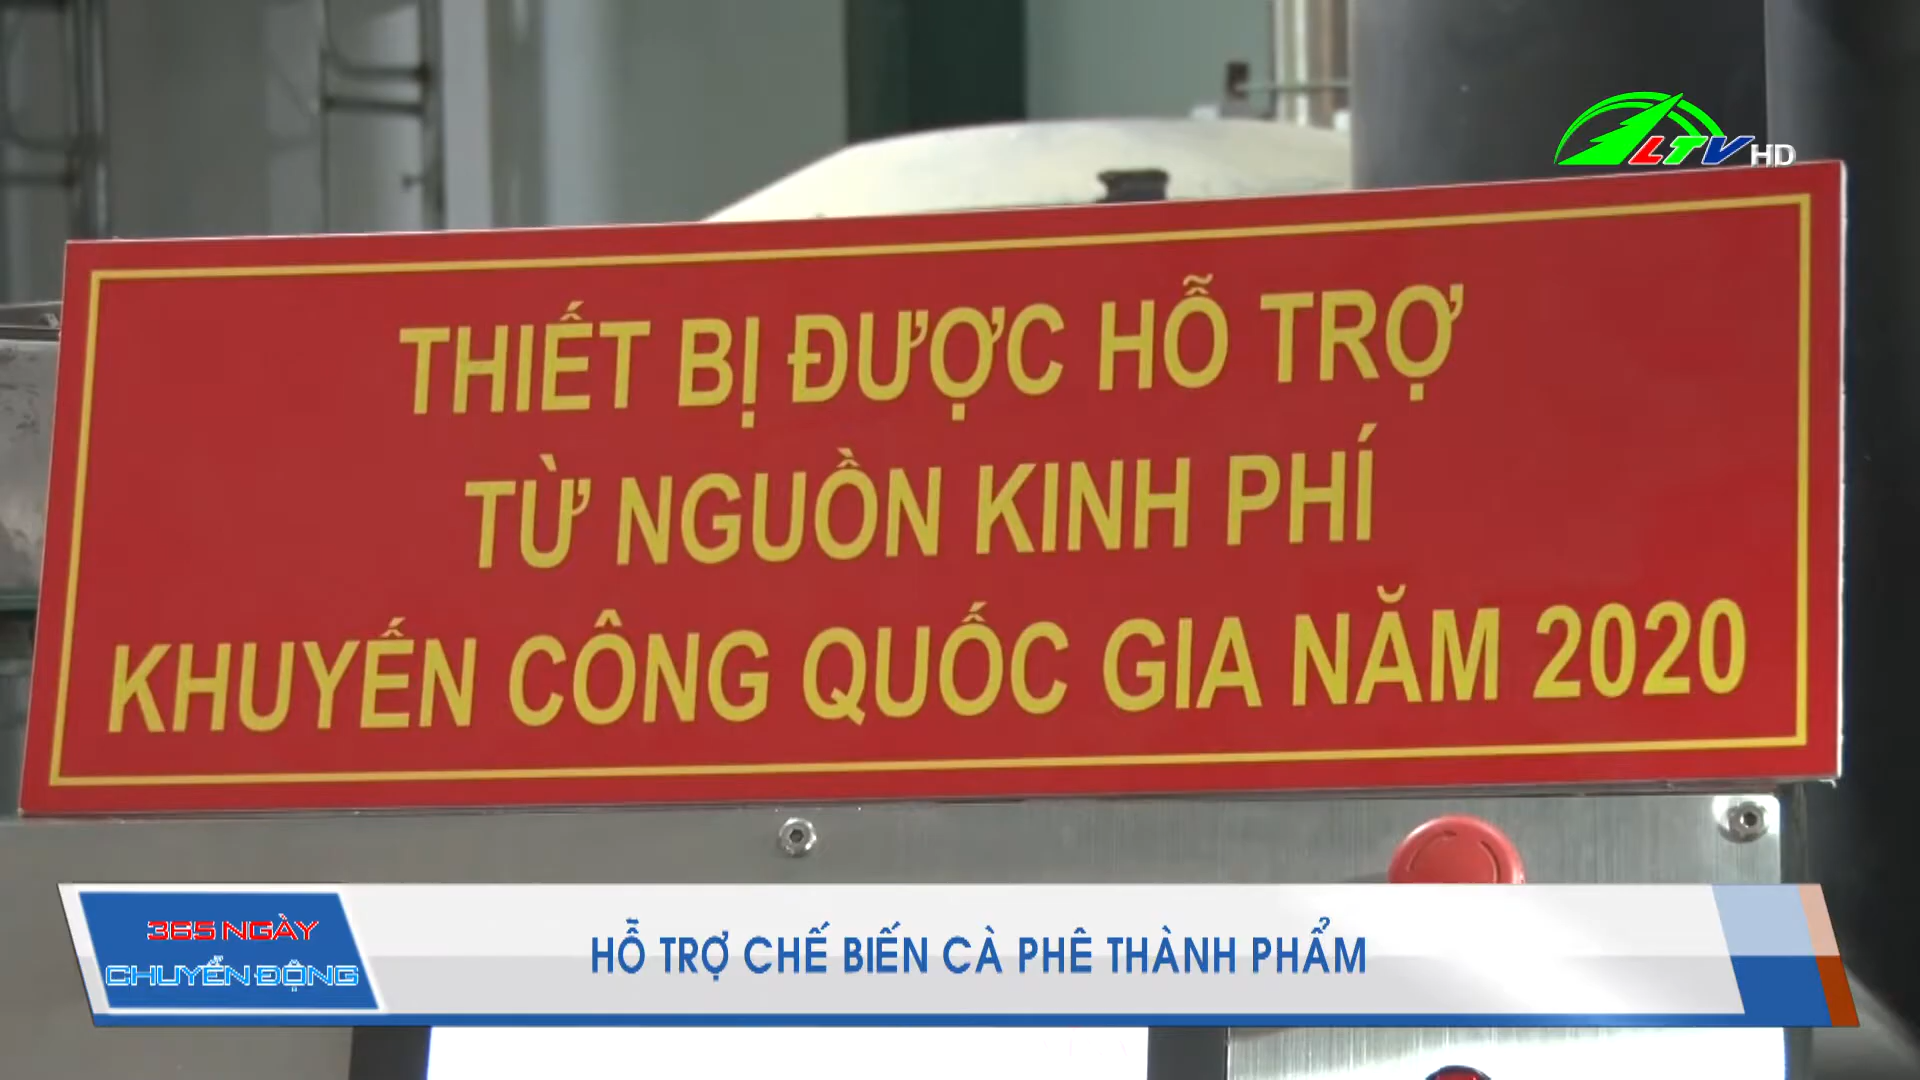 LTV HD
THIẾT BỊ ĐƯỢC HỖ TRỢ
TỪ NGUỒN KINH PHÍ
KHUYẾN CÔNG QUỐC GIA NĂM 2020
365 NGÀY
CHUYỂN ĐỘNG
HỖ TRỢ CHẾ BIẾN CÀ PHÊ THÀNH PHẨM